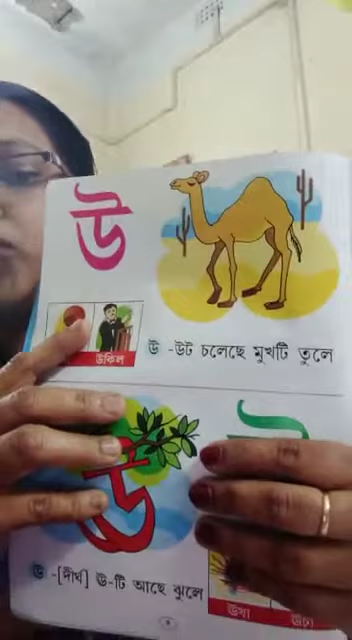 উ
উকিল
উ -উট চলেছে মুখটি তুলে
ঊ
ঊ -[দীর্ঘ] ঊ-টি আছে ঝুলে
ঊষা